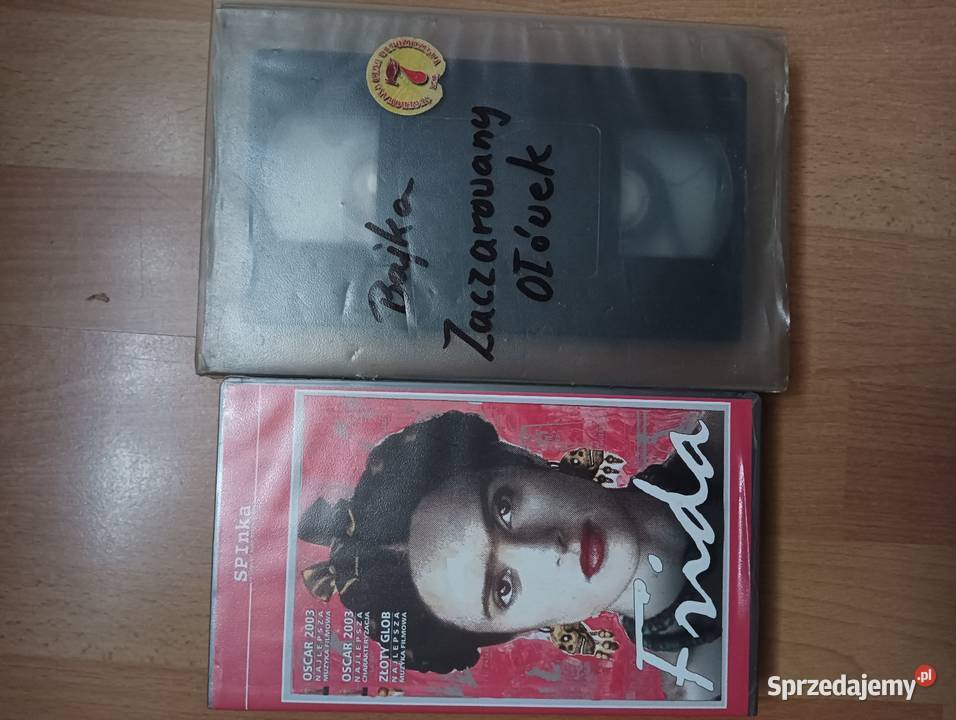 Bajka
Zaczarowany
Ołówek
7
SPInka
OSCAR 2003
NAJLEPSZA
MUZYKA FILMOWA
OSCAR 2003
NAJLEPSZA
CHARAKTERYZACJA
ZŁOTY GLOB
NAJLEPSZA
MUZYKA FILMOWA
Frida
Sprzedajemy.pl